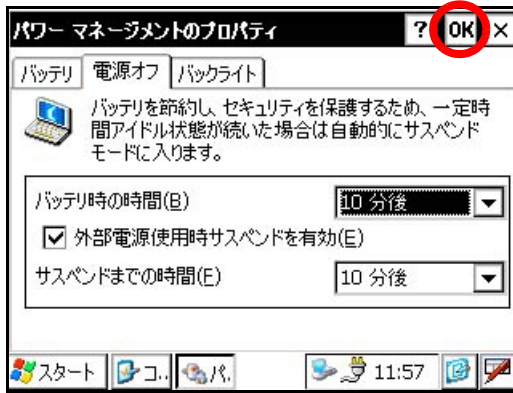 パワー マネージメントのプロパティ ? OK ×
バッテリ 電源オフ バックライト
バッテリを節約し、セキュリティを保護するため、一定時
間アイドル状態が続いた場合は自動的にサスペンド
モードに入ります。
バッテリ時の時間(B) 10 分後
外部電源使用時サスペンドを有効(E)
サスペンドまでの時間(F) 10 分後
スタート コ.. パ. 11:57